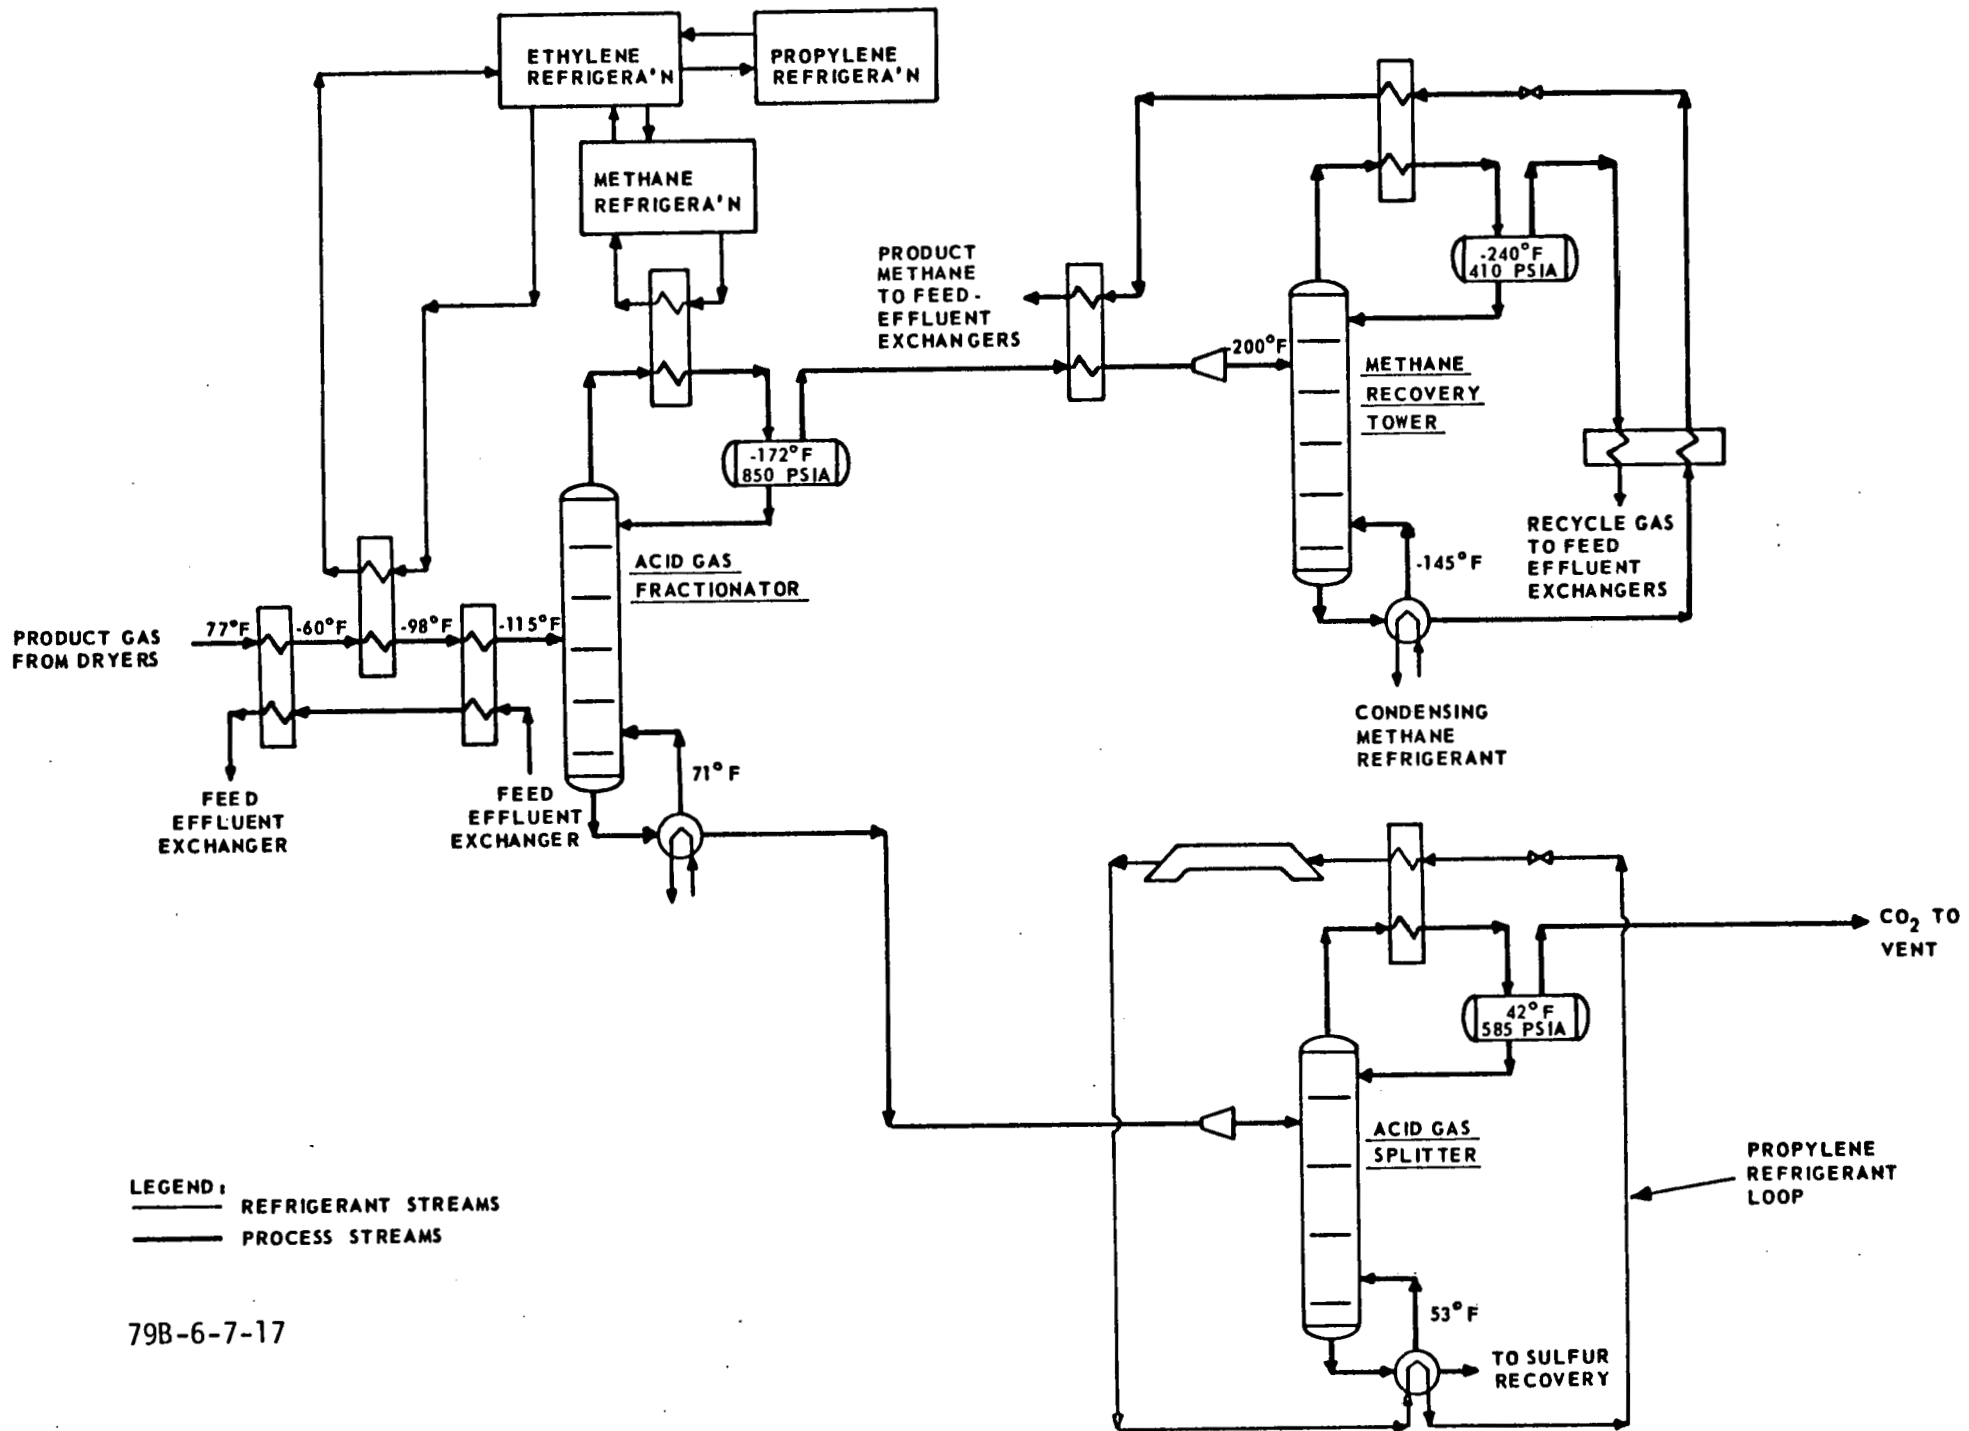 ETHYLENE
REFRIGERA'N
PROPYLENE
REFRIGERA'N
METHANE
REFRIGERA'N
PRODUCT
METHANE
TO FEED-
EFFLUENT
EXCHANGERS
-240°F
410 PSIA
-200°F
METHANE
RECOVERY
TOWER
-172°F
850 PSIA
ACID GAS
FRACTIONATOR
RECYCLE GAS
TO FEED
EFFLUENT
EXCHANGERS
-145°F
PRODUCT GAS
FROM DRYERS
77°F
-60°F
-98°F
-115°F
CONDENSING
METHANE
REFRIGERANT
71°F
FEED
EFFLUENT
EXCHANGER
FEED
EFFLUENT
EXCHANGER
CO2 TO
VENT
42°F
585 PSIA
ACID GAS
SPLITTER
PROPYLENE
REFRIGERANT
LOOP
LEGEND:
REFRIGERANT STREAMS
PROCESS STREAMS
53°F
TO SULFUR
RECOVERY
79B-6-7-17